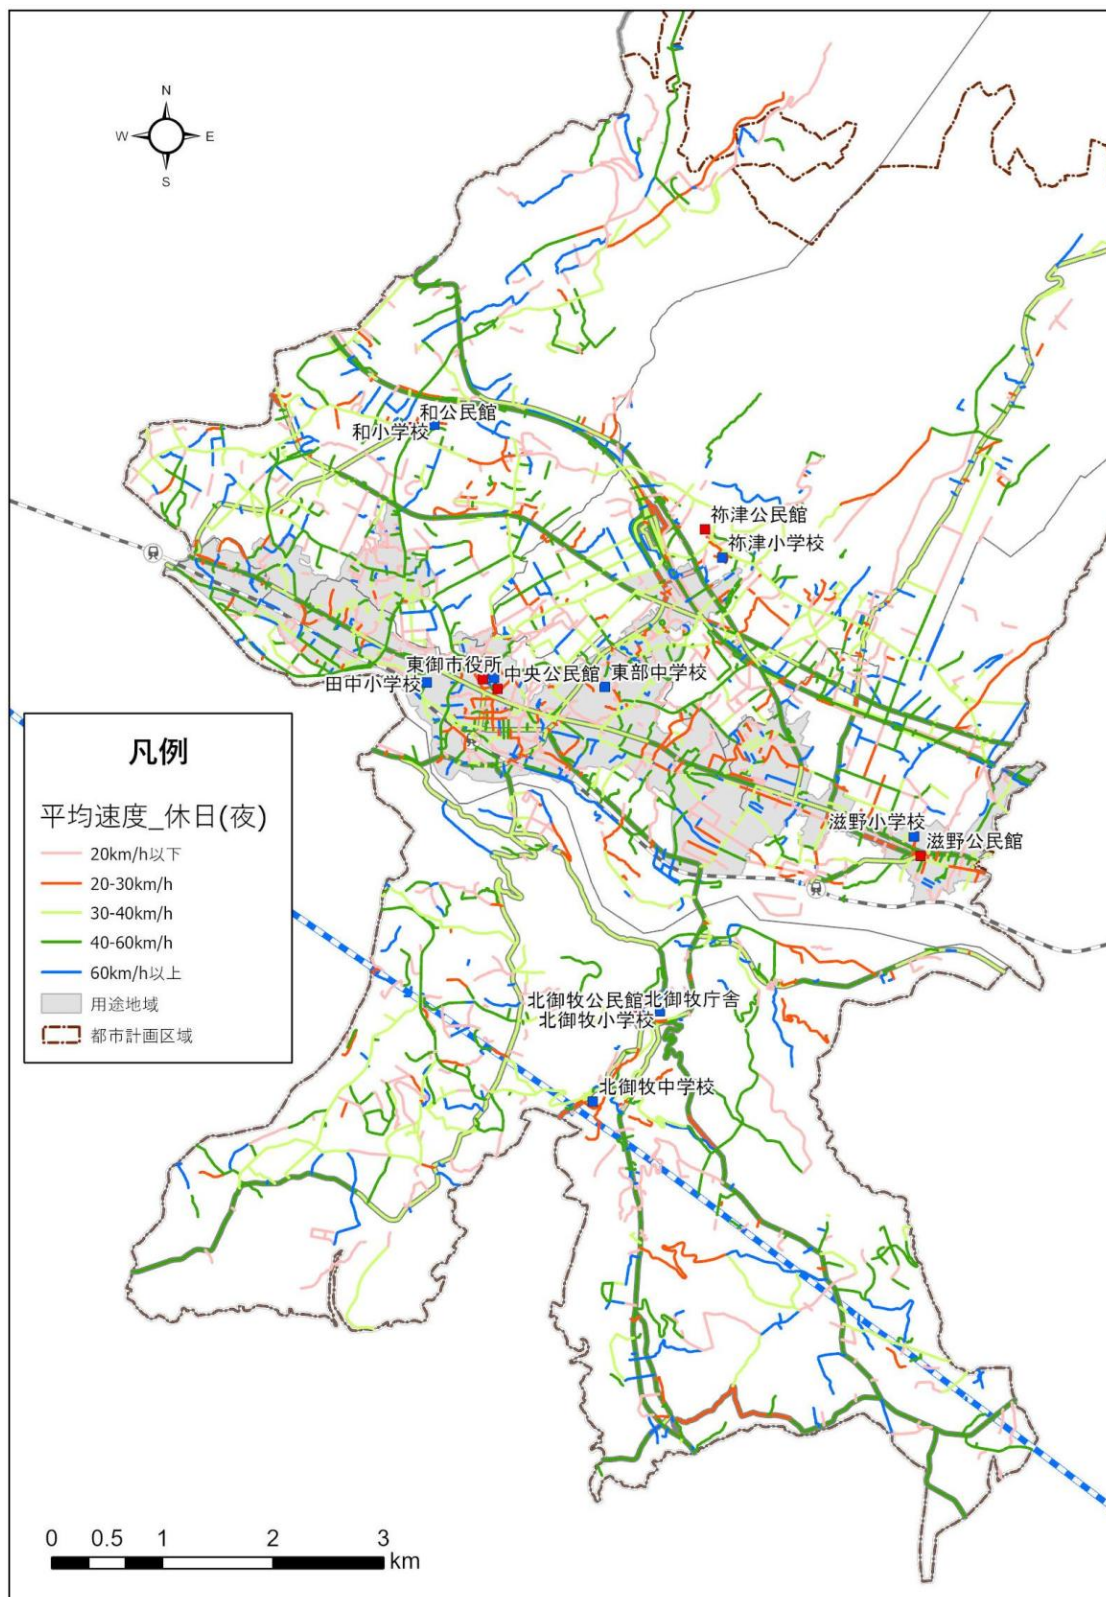 N
W E
S
和公民館
和小学校
祢津公民館
祢津小学校
東御市役所
中央公民館
東部中学校
田中小学校
凡例
平均速度_休日(夜)
20km/h以下
20-30km/h
30-40km/h
40-60km/h
60km/h以上
用途地域
都市計画区域
滋野小学校
滋野公民館
北御牧公民館
北御牧庁舎
北御牧小学校
北御牧中学校
0 0.5 1 2 3
km